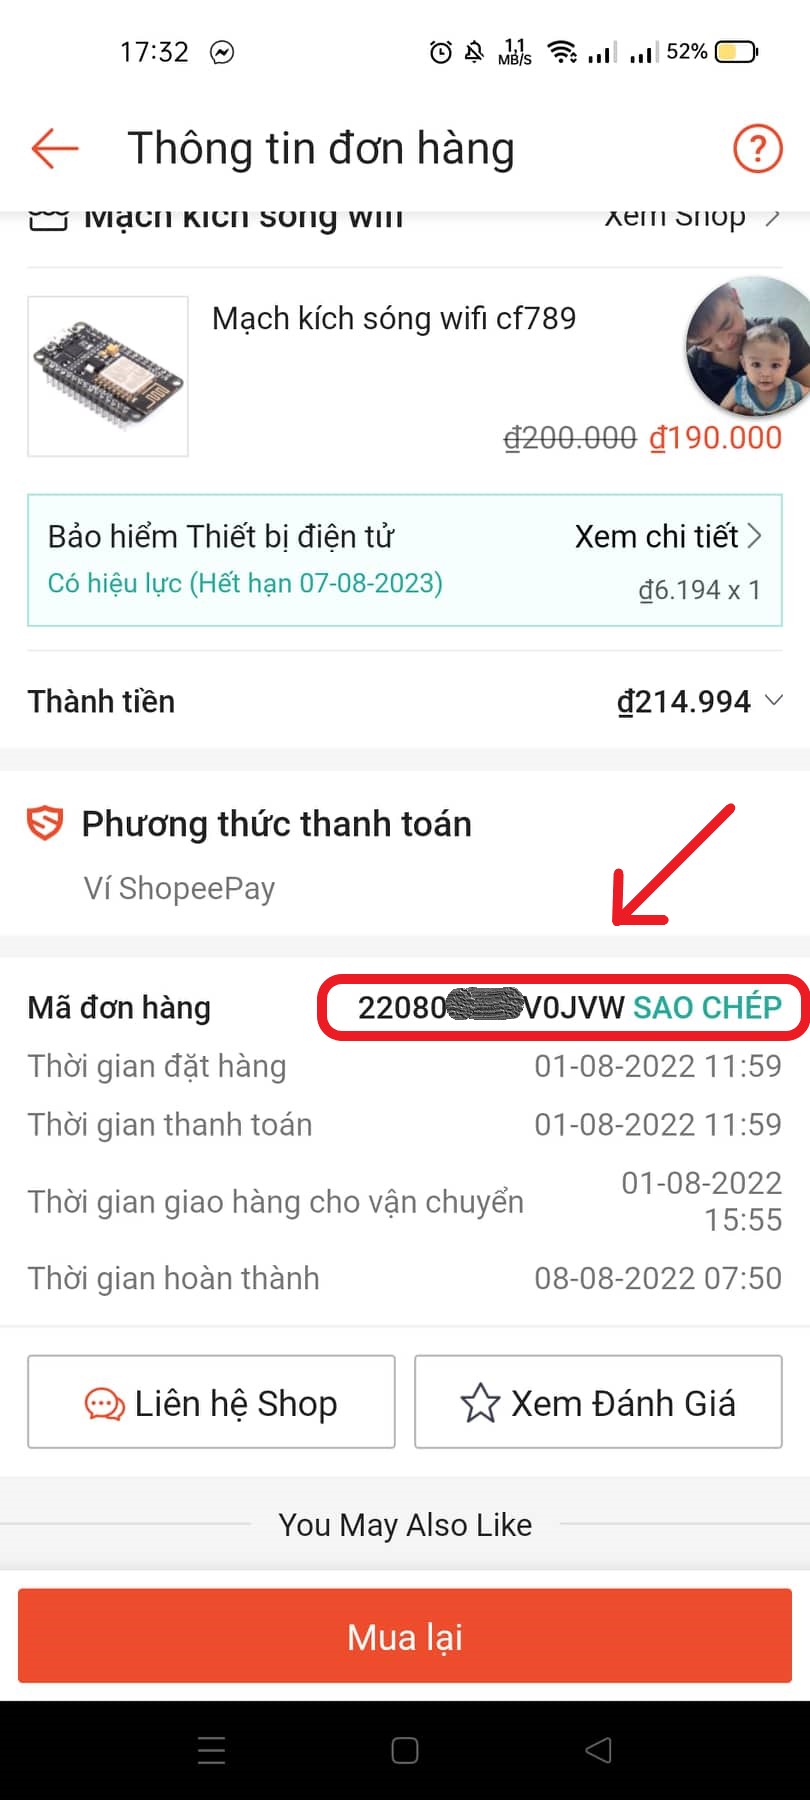 17:32
1,1 MB/S
52%
Thông tin đơn hàng
?
Mạch kích sóng wifi Xem Shop
Mạch kích sóng wifi cf789
₫200.000 ₫190.000
Bảo hiểm Thiết bị điện tử Xem chi tiết
Có hiệu lực (Hết hạn 07-08-2023)
₫6.194 x 1
Thành tiền ₫214.994
Phương thức thanh toán
Ví ShopeePay
Mã đơn hàng 22080 V0JVW SAO CHÉP
Thời gian đặt hàng 01-08-2022 11:59
Thời gian thanh toán 01-08-2022 11:59
Thời gian giao hàng cho vận chuyển 01-08-2022
15:55
Thời gian hoàn thành 08-08-2022 07:50
Liên hệ Shop Xem Đánh Giá
You May Also Like
Mua lại